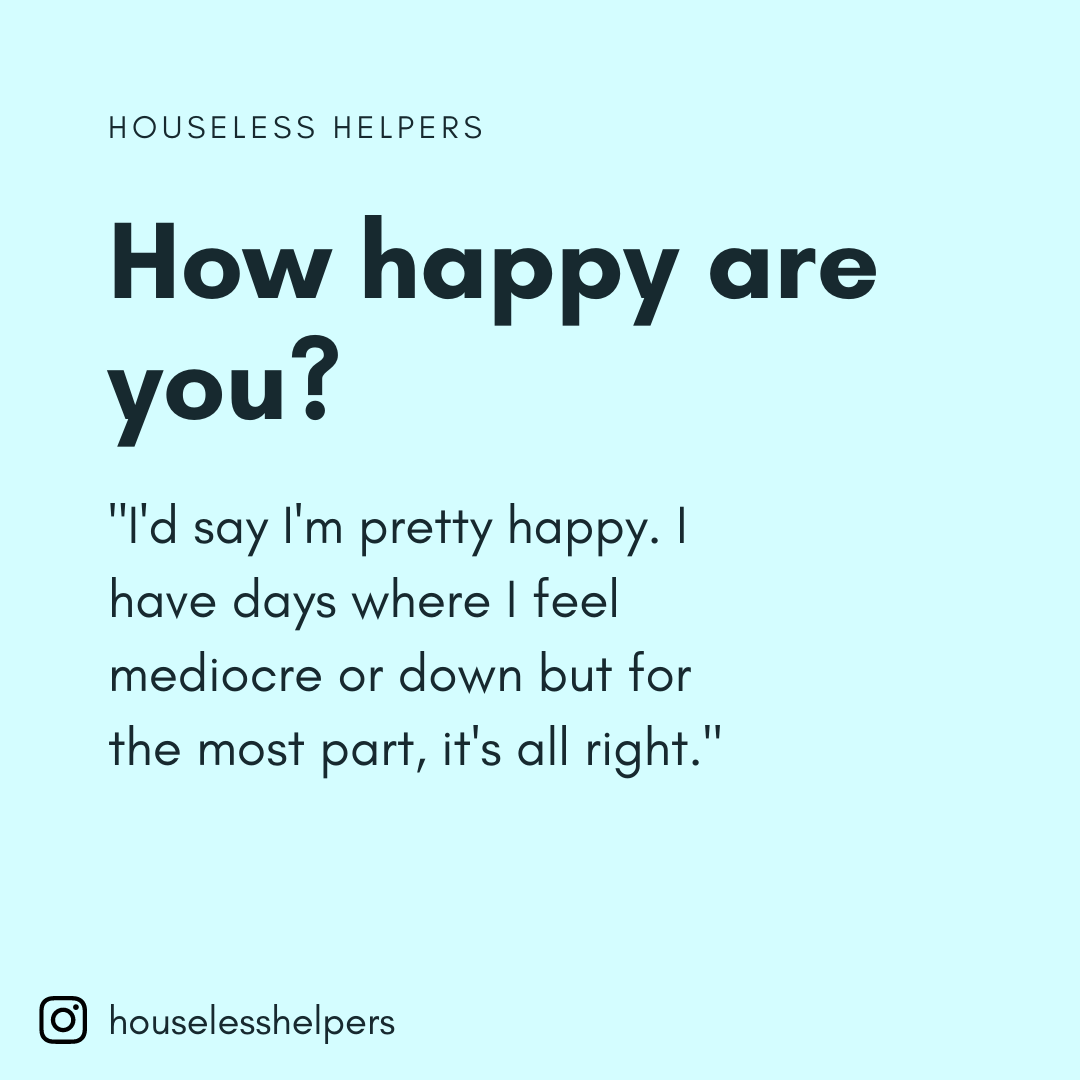 HOUSELESS HELPERS
How happy are
you?
"I'd say I'm pretty happy. I
have days where I feel
mediocre or down but for
the most part, it's all right."
houselesshelpers